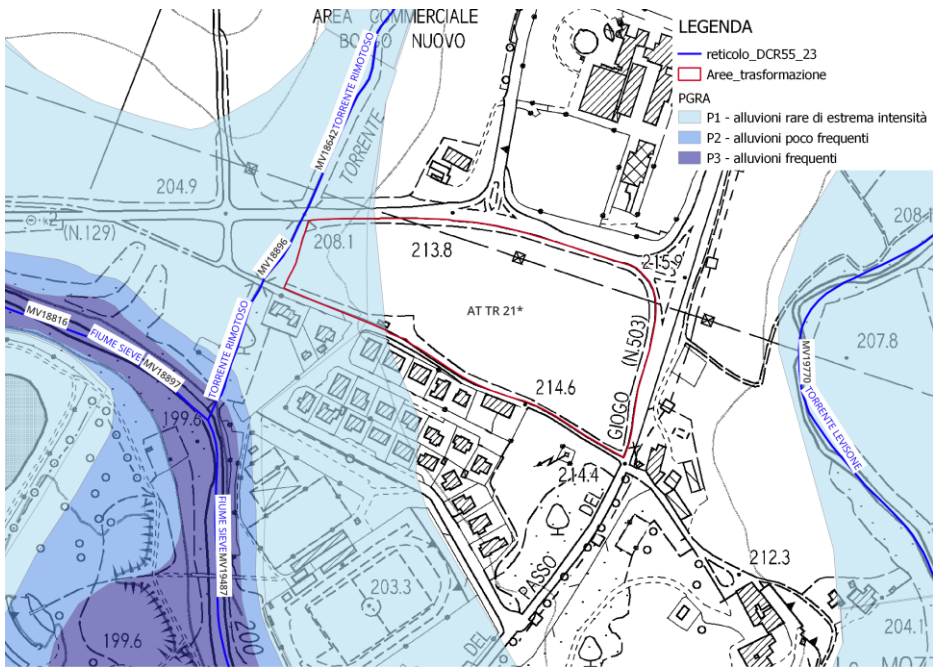 AREA COMMERCIALE
BORGO NUOVO
LEGENDA
reticolo_DCR55_23
Aree_trasformazione
PGRA
P1 - alluvioni rare di estrema intensità
P2 - alluvioni poco frequenti
P3 - alluvioni frequenti
MV18642
TORRENTE RIMOTOSO
TORRENTE
204.9
(N.129)
208.1
213.8
215.9
208.1
MV18896
TORRENTE RIMOTOSO
AT TR 21*
(N.503)
GIOGO
DEL
PASSO
207.8
MV19770
TORRENTE LEVISONE
MV18816
FIUME SIEVE
MV18897
199.6
214.6
214.4
FIUME SIEVE
MV19487
203.3
212.3
199.6
200
DEL
204.1
MOZZ